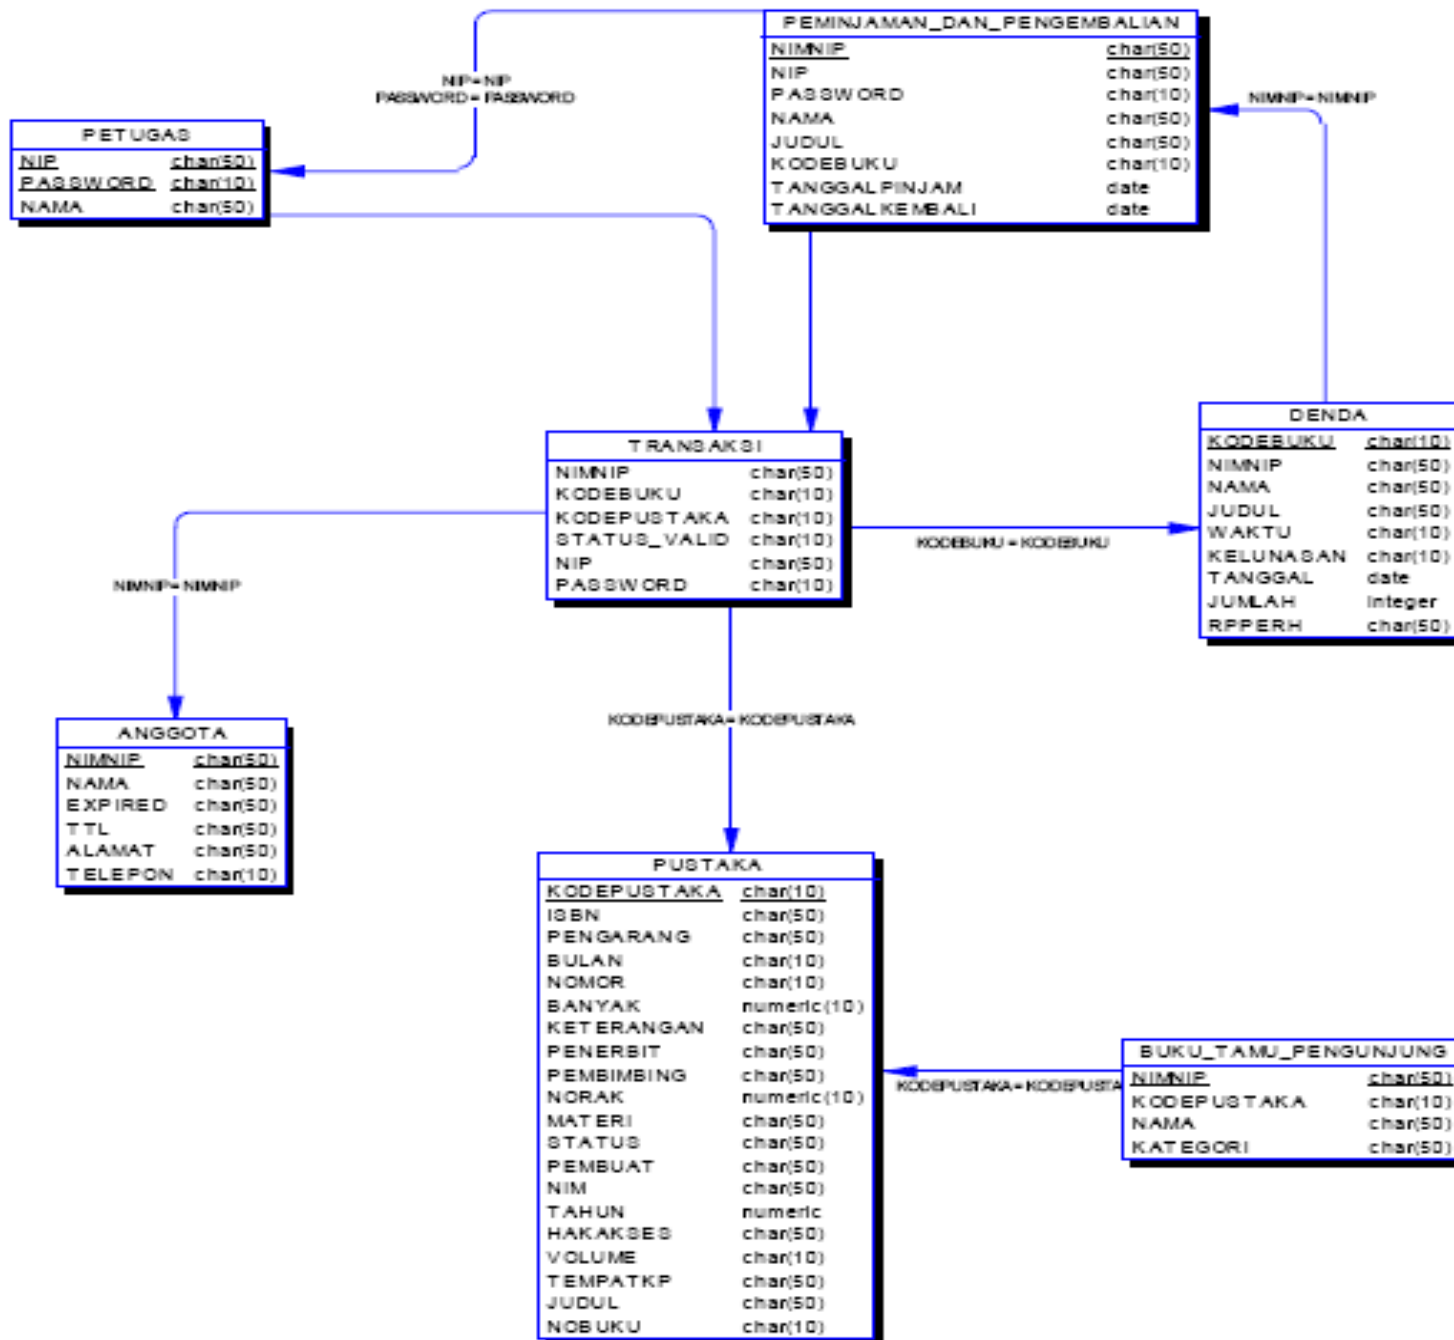 PEMINJAMAN_DAN_PENGEMBALIAN
NIMNIP char(50)
NIP char(50)
PASSWORD char(10)
NAMA char(50)
JUDUL char(50)
KODEBUKU char(10)
TANGGALPINJAM date
TANGGALKEMBALI date
NIP = NIP
PASSWORD = PASSWORD
NIMNIP = NIMNIP
PETUGAS
NIP char(50)
PASSWORD char(10)
NAMA char(50)
TRANSAKSI
NIMNIP char(50)
KODEBUKU char(10)
KODEPUSTAKA char(10)
STATUS_VALID char(10)
NIP char(50)
PASSWORD char(10)
DENDA
KODEBUKU char(10)
NIMNIP char(50)
NAMA char(50)
JUDUL char(50)
WAKTU char(10)
KELUNASAN char(10)
TANGGAL date
JUMLAH integer
RPPERH char(50)
KODEBUKU = KODEBUKU
NIMNIP = NIMNIP
KODEPUSTAKA = KODEPUSTAKA
ANGGOTA
NIMNIP char(50)
NAMA char(50)
EXPIRED char(50)
TTL char(50)
ALAMAT char(50)
TELEPON char(10)
PUSTAKA
KODEPUSTAKA char(10)
ISBN char(50)
PENGARANG char(50)
BULAN char(10)
NOMOR char(10)
BANYAK numeric(10)
KETERANGAN char(50)
PENERBIT char(50)
PEMBIMBING char(50)
NORAK numeric(10)
MATERI char(50)
STATUS char(50)
PEMBUAT char(50)
NIM char(50)
TAHUN numeric
HAKAKSES char(50)
VOLUME char(10)
TEMPATKP char(50)
JUDUL char(50)
NOBUKU char(10)
KODEPUSTAKA = KODEPUSTA
BUKU_TAMU_PENGUNJUNG
NIMNIP char(50)
KODEPUSTAKA char(10)
NAMA char(50)
KATEGORI char(50)